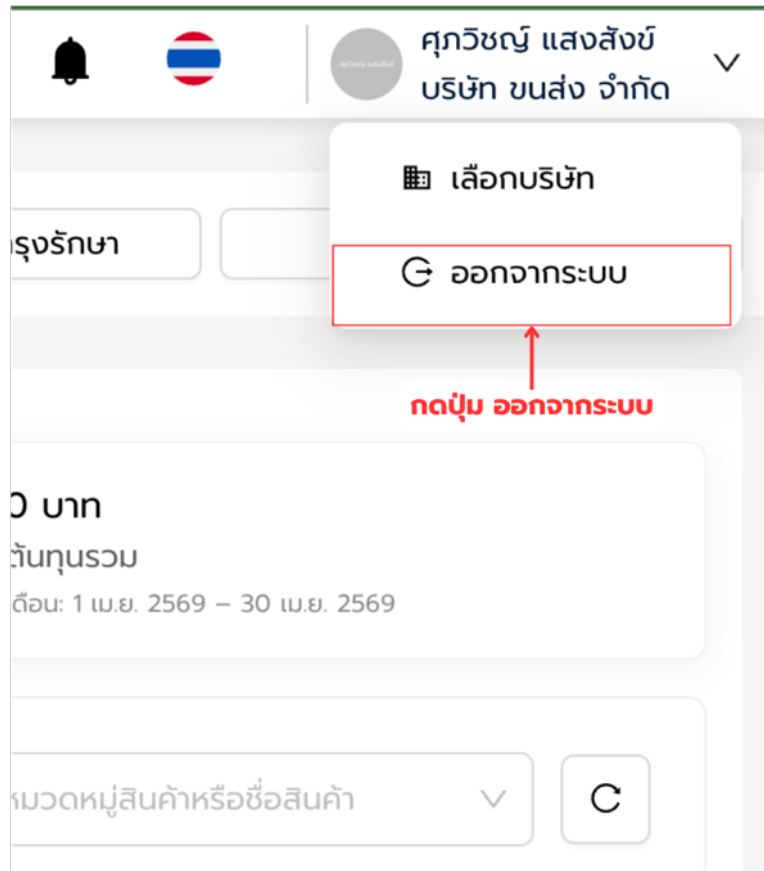 ศุภวิชญ์ แสงสังข์
บริษัท ขนส่ง จำกัด
เลือกบริษัท
รุงรักษา
ออกจากระบบ
กดปุ่ม ออกจากระบบ
0 บาท
ต้นทุนรวม
ดือน: 1 เม.ย. 2569 – 30 เม.ย. 2569
หมวดหมู่สินค้าหรือชื่อสินค้า